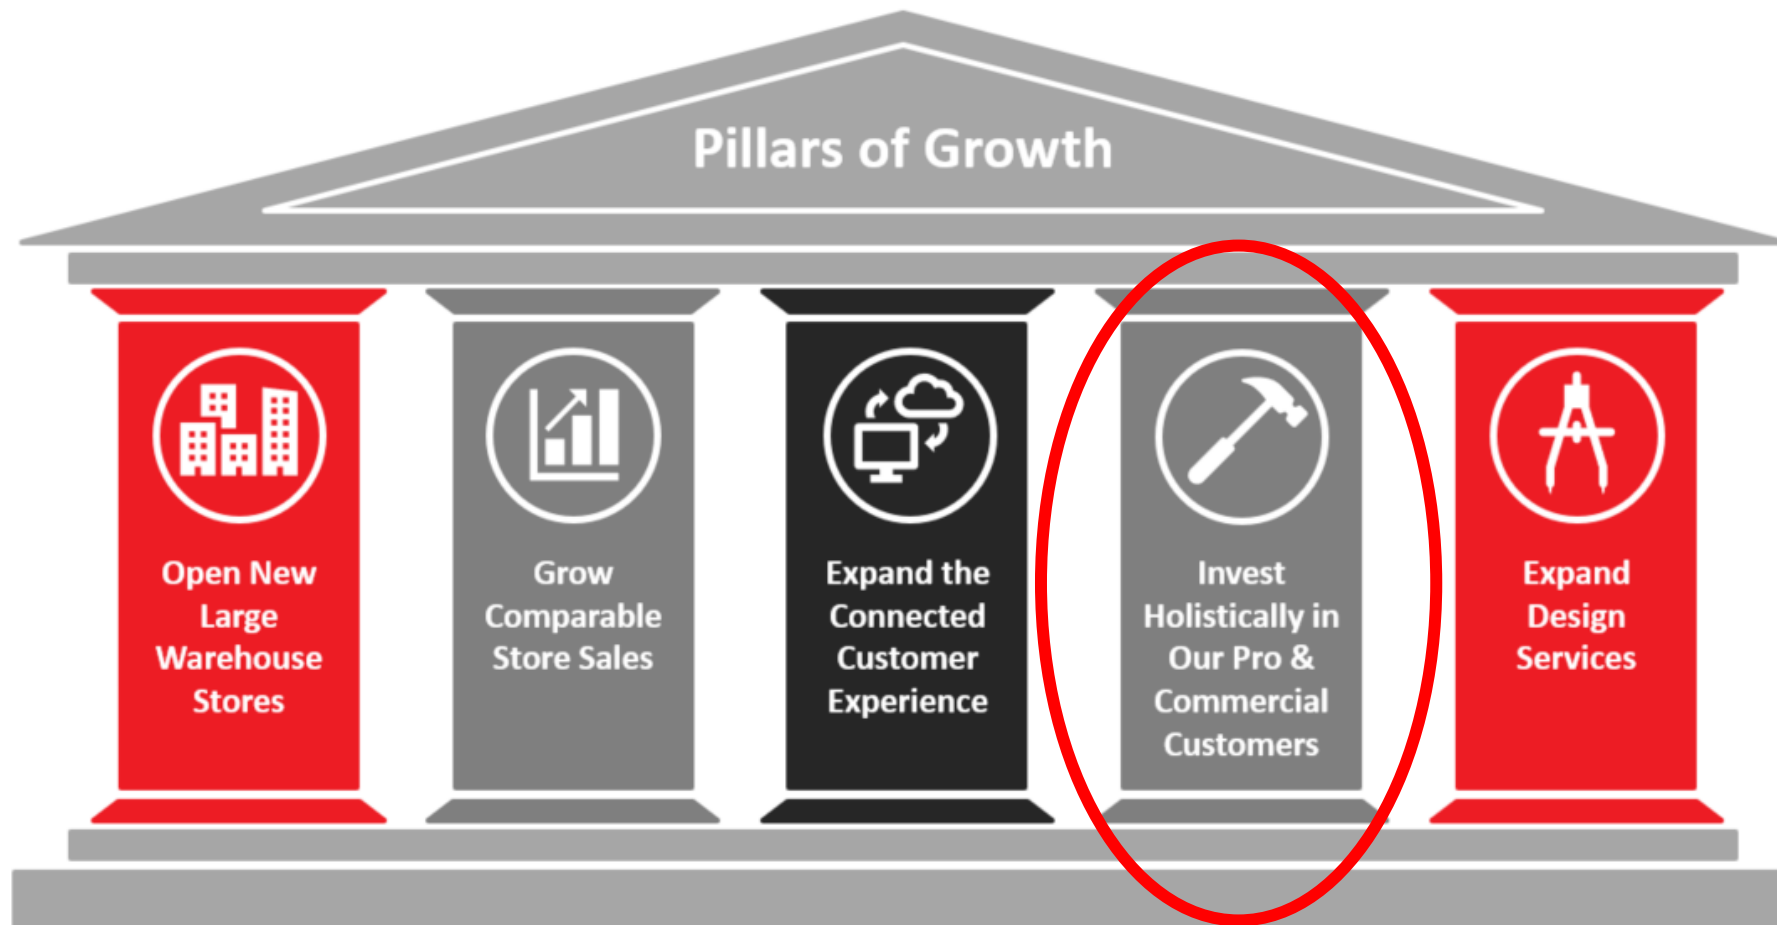 Pillars of Growth
Open New
Large
Warehouse
Stores
Grow
Comparable
Store Sales
Expand the
Connected
Customer
Experience
Invest
Holistically in
Our Pro &
Commercial
Customers
Expand
Design
Services